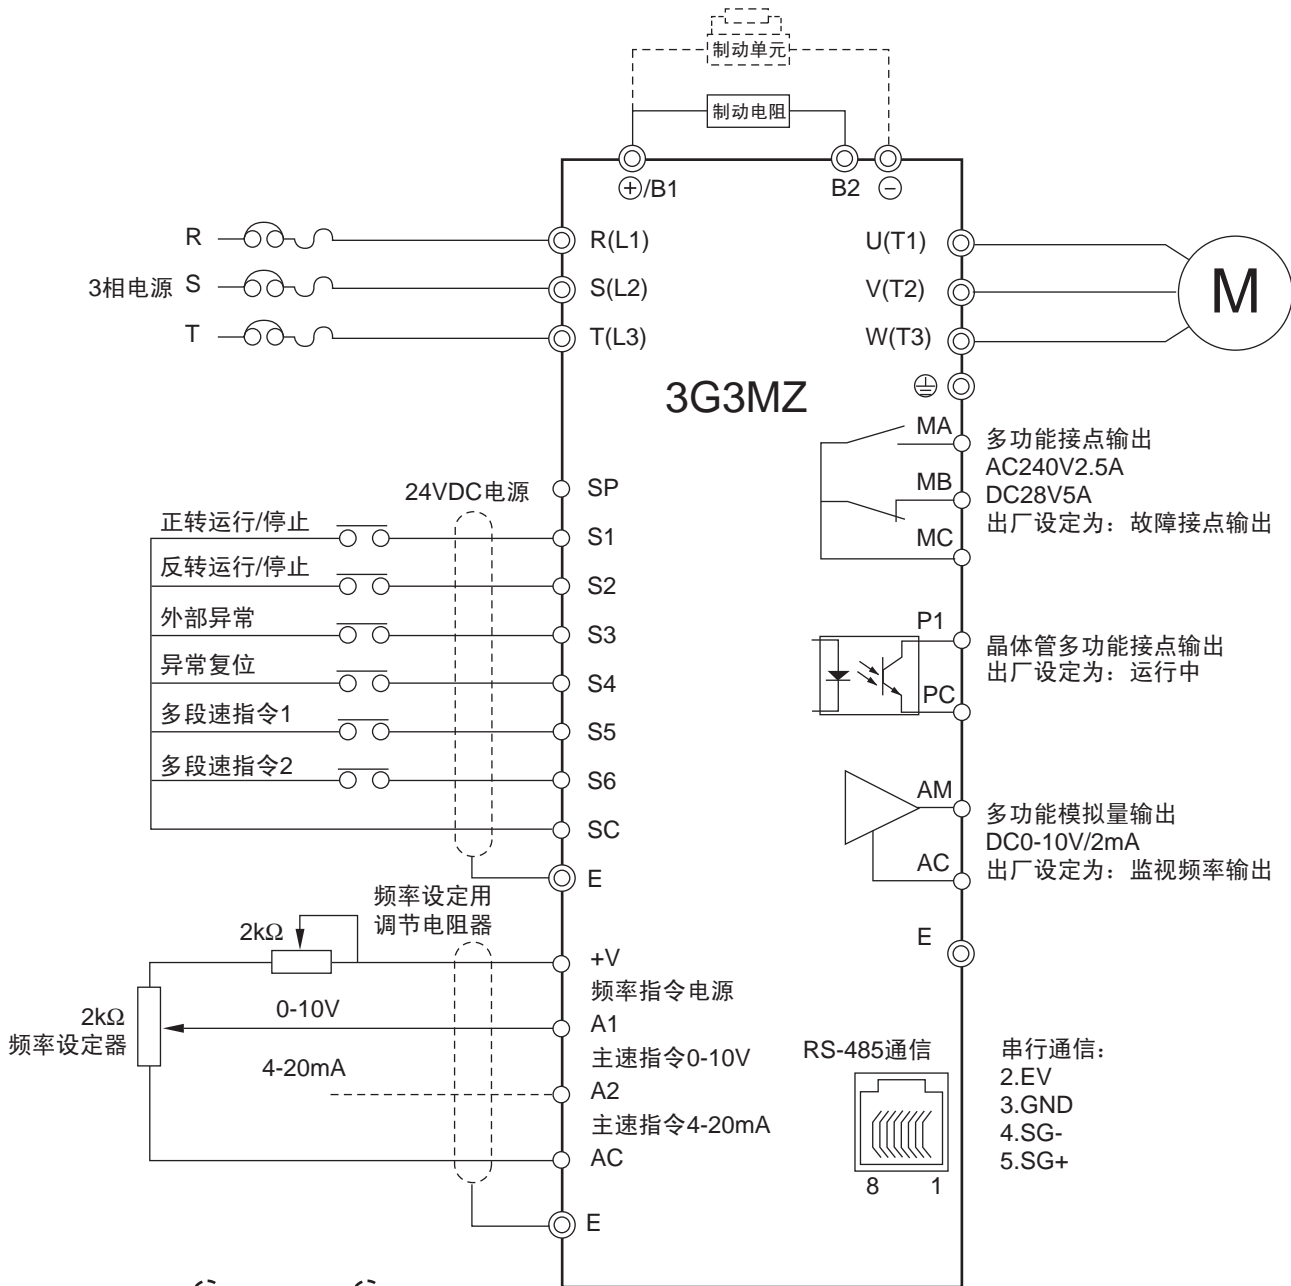 制动单元
制动电阻
⊕/B1
B2 ⊖
R
R(L1)
U(T1)
3相电源 S
S(L2)
V(T2)
M
T
T(L3)
W(T3)
3G3MZ
MA
多功能接点输出
AC240V2.5A
MB
DC28V5A
出厂设定为：故障接点输出
MC
24VDC电源
SP
正转运行/停止
S1
反转运行/停止
S2
外部异常
S3
异常复位
S4
多段速指令1
S5
多段速指令2
S6
SC
E
P1
晶体管多功能接点输出
出厂设定为：运行中
PC
AM
多功能模拟量输出
DC0-10V/2mA
AC
出厂设定为：监视频率输出
E
频率设定用
调节电阻器
2kΩ
+V
频率指令电源
2kΩ
频率设定器
0-10V
A1
主速指令0-10V
4-20mA
A2
主速指令4-20mA
AC
E
RS-485通信
8 1
串行通信：
2.EV
3.GND
4.SG-
5.SG+